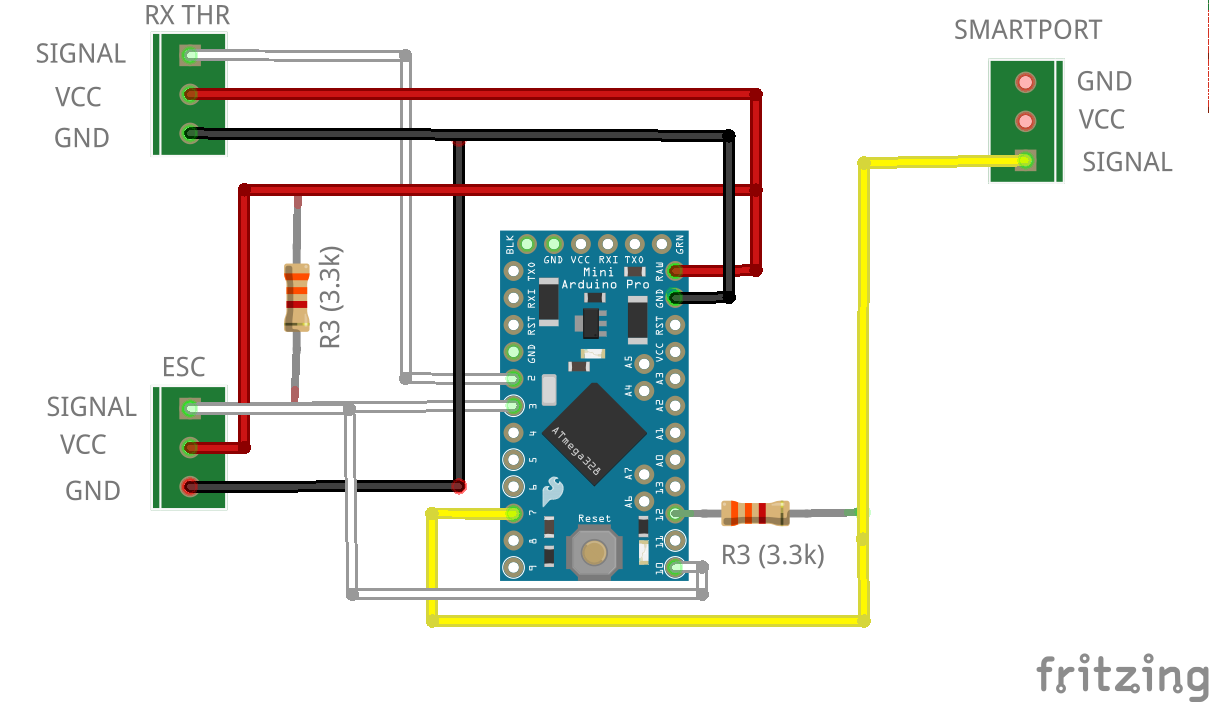 RX THR
SIGNAL
VCC
GND
SMARTPORT
GND
VCC
SIGNAL
R3 (3.3k)
ESC
SIGNAL
VCC
GND
BLK
GRN
GND VCC RXI TXO
Mini
Arduino Pro
TXO
RXI
RST
GND
2
3
4
5
6
7
8
9
RAW
GND
RST
VCC
A3
A2
A1
A0
13
12
11
10
A5
A4
A7
A6
ATmega328
Reset
R3 (3.3k)
fritzing